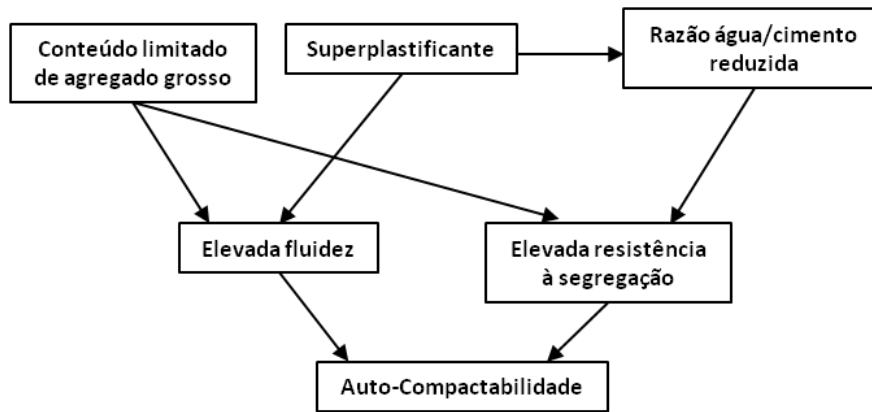 Conteúdo limitado
de agregado grosso
Superplastificante
Razão água/cimento
reduzida
Elevada fluidez
Elevada resistência
à segregação
Auto-Compactabilidade